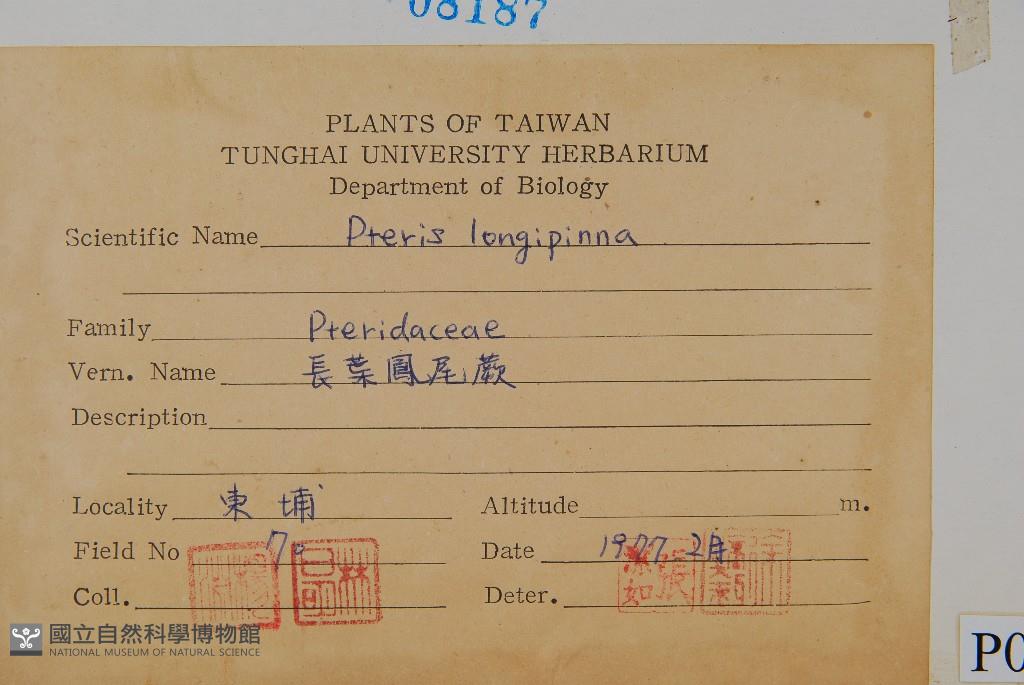 08187
PLANTS OF TAIWAN
TUNGHAI UNIVERSITY HERBARIUM
Department of Biology
Scientific Name Pteris longipinna
Family Pteridaceae
Vern. Name 長葉鳳尾蕨
Description
Locality 東埔 Altitude m.
Field No 70 Date 1977 2月
Coll. Deter.
國立自然科學博物館
NATIONAL MUSEUM OF NATURAL SCIENCE
P0